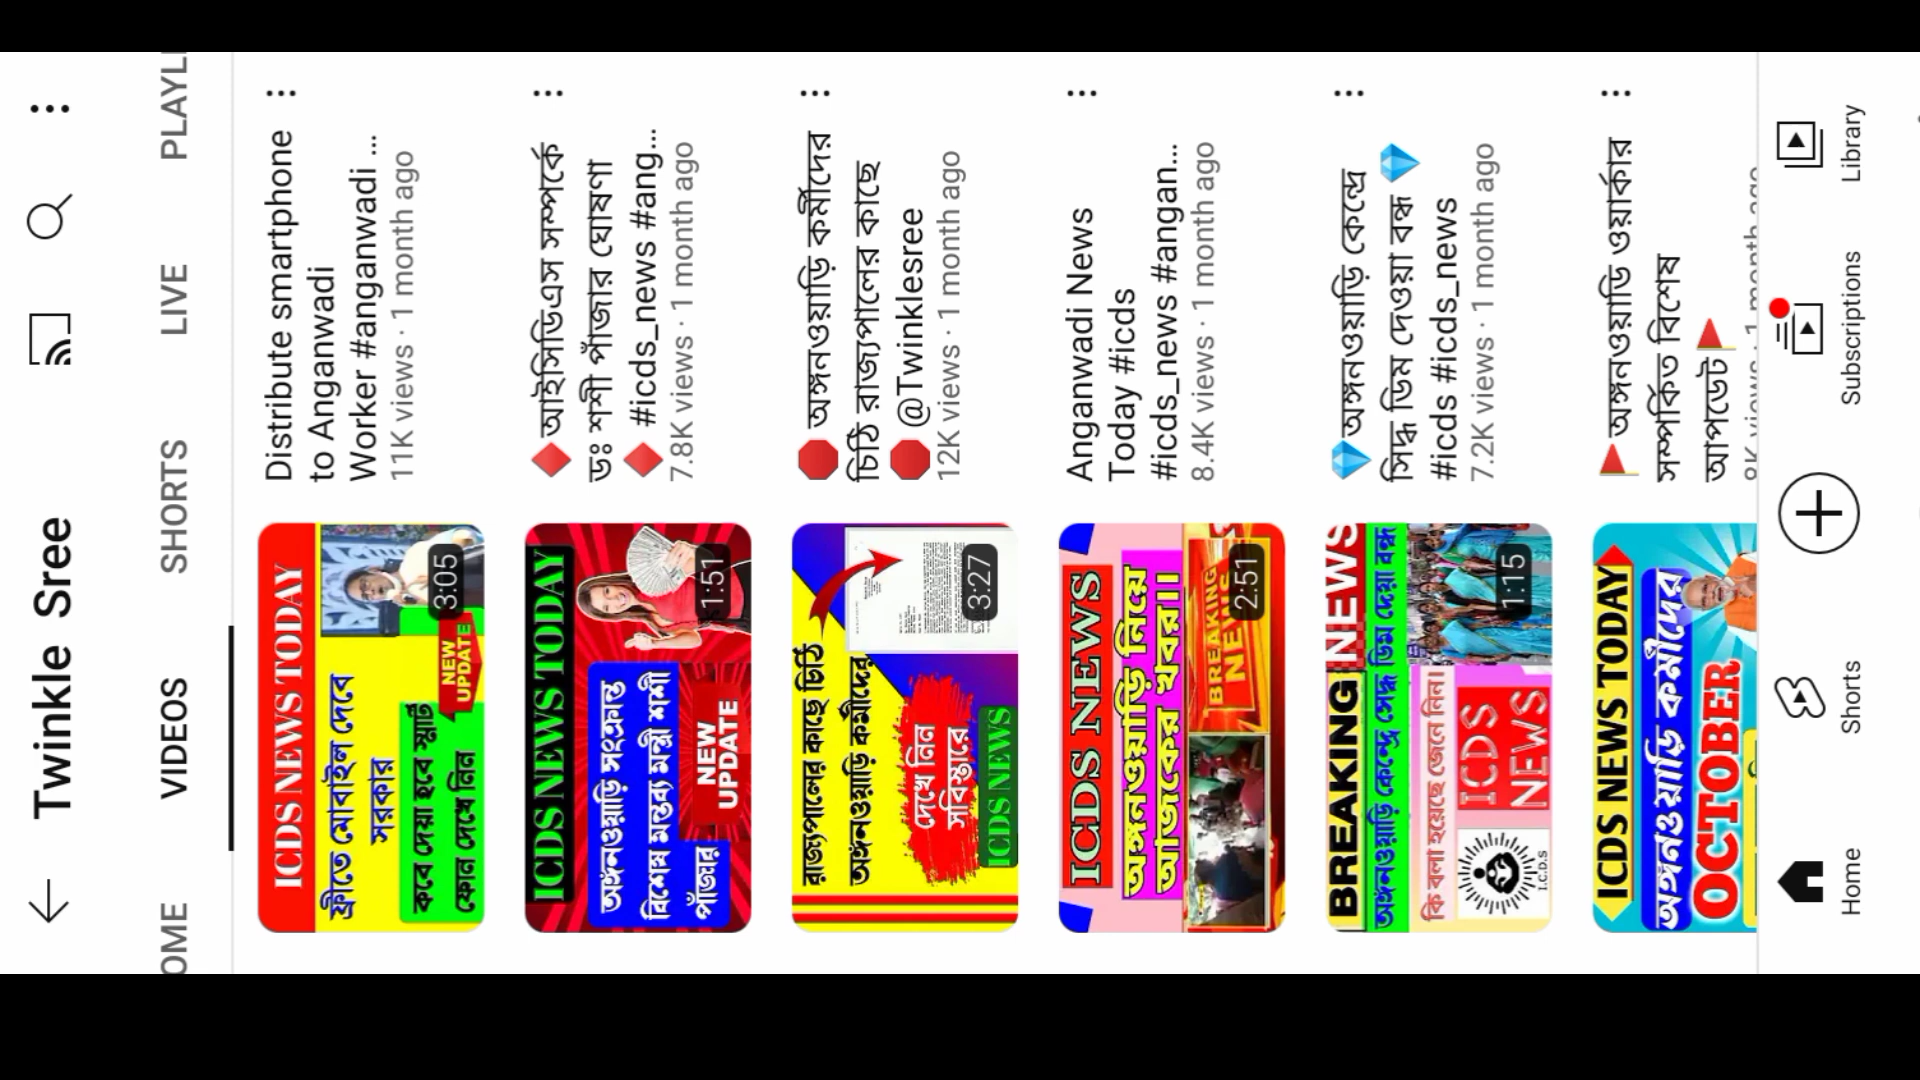 Twinkle Sree
OME
VIDEOS
SHORTS
LIVE
PLAYL
ICDS NEWS TODAY
ফ্রীতে মোবাইল দেবে
সরকার
কবে দেয়া হবে স্মার্ট
ফোন দেখে নিন
NEW
UPDATE
3:05
Distribute smartphone
to Anganwadi
Worker #anganwadi ...
11K views · 1 month ago
ICDS NEWS TODAY
অঙ্গনওয়াড়ি সংক্রান্ত
বিশেষ মন্তব্য মন্ত্রী শশী
পাঁজার
NEW
UPDATE
1:51
♦️আইসিডিএস সম্পর্কে
ডঃ শশী পাঁজার ঘোষণা
♦️ #icds_news #ang...
7.8K views · 1 month ago
রাজ্যপালের কাছে চিঠি
অঙ্গনওয়াড়ি কর্মীদের
দেখে নিন
সবিস্তারে
ICDS NEWS
3:27
🛑অঙ্গনওয়াড়ি কর্মীদের
চিঠি রাজ্যপালের কাছে
🛑 @Twinklesree
12K views · 1 month ago
ICDS NEWS
অঙ্গনওয়াড়ি নিয়ে
আজকের খবর।।
BREAKING
NEWS
2:51
Anganwadi News
Today #icds
#icds_news #angan...
8.4K views · 1 month ago
BREAKING NEWS
অঙ্গনওয়াড়ি কেন্দ্রে সেদ্ধ ডিম দেয়া বন্ধ
কি বলা হয়েছে জেনে নিন।
ICDS
NEWS
I.C.D.S
1:15
💎অঙ্গনওয়াড়ি কেন্দ্রে
সিদ্ধ ডিম দেওয়া বন্ধ 💎
#icds #icds_news
7.2K views · 1 month ago
ICDS NEWS TODAY
অঙ্গনওয়াড়ি কর্মীদের
OCTOBER
🚩অঙ্গনওয়াড়ি ওয়ার্কার
সম্পর্কিত বিশেষ
আপডেট🚩
8K views · 1 month ago
Home
Shorts
Subscriptions
Library